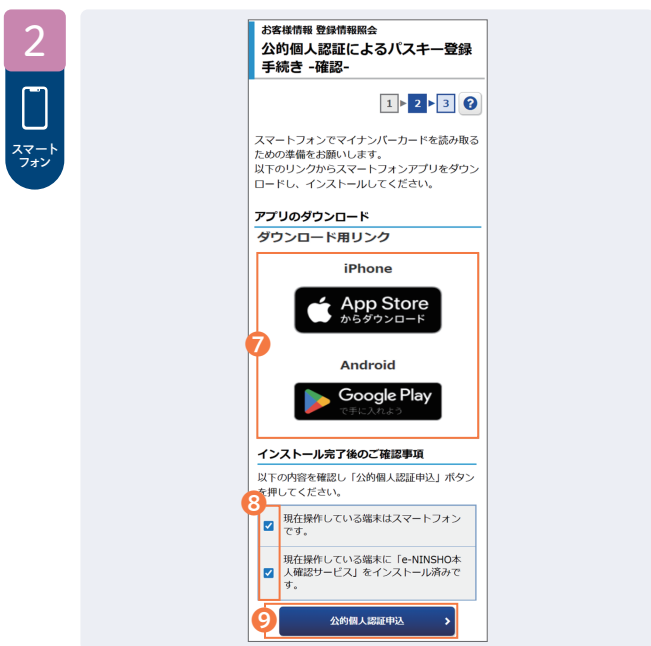 2
スマート
フォン
お客様情報 登録情報照会
公的個人認証によるパスキー登録
手続き -確認-
1 2 3 ?
スマートフォンでマイナンバーカードを読み取る
ための準備をお願いします。
以下のリンクからスマートフォンアプリをダウン
ロードし、インストールしてください。
アプリのダウンロード
ダウンロード用リンク
iPhone
App Store
からダウンロード
7
Android
Google Play
で手に入れよう
インストール完了後のご確認事項
以下の内容を確認し「公的個人認証申込」ボタン
を押してください。
8
現在操作している端末はスマートフォン
です。
現在操作している端末に「e-NINSHO本
人確認サービス」をインストール済みで
す。
9
公的個人認証申込